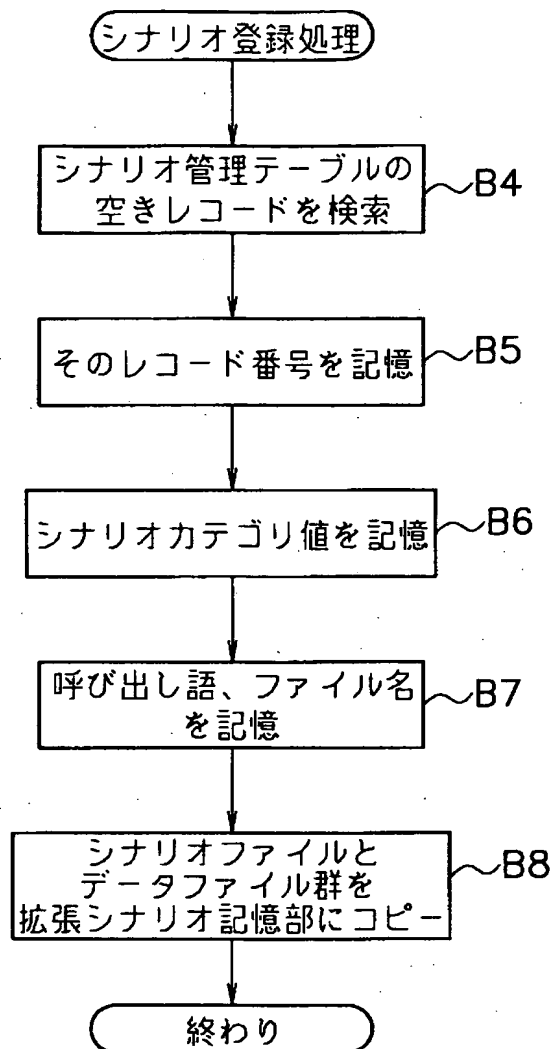 シナリオ登録処理
シナリオ管理テーブルの
空きレコードを検索
B4
そのレコード番号を記憶
B5
シナリオカテゴリ値を記憶
B6
呼び出し語、ファイル名
を記憶
B7
シナリオファイルと
データファイル群を
拡張シナリオ記憶部にコピー
B8
終わり